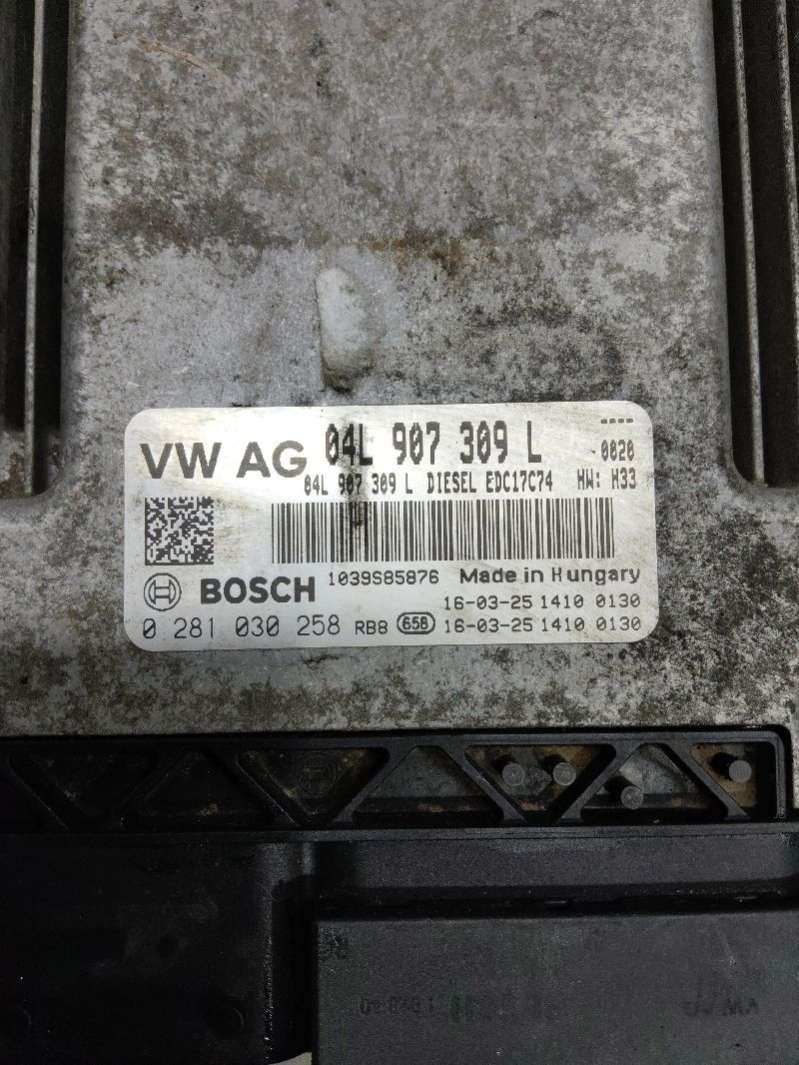 VW AG 04L 907 309 L ----
0020
04L 907 309 L DIESEL EDC17C74 HW: H33
1039S85876 Made in Hungary
BOSCH 16-03-25 1410 0130
0 281 030 258 RB8 658 16-03-25 1410 0130